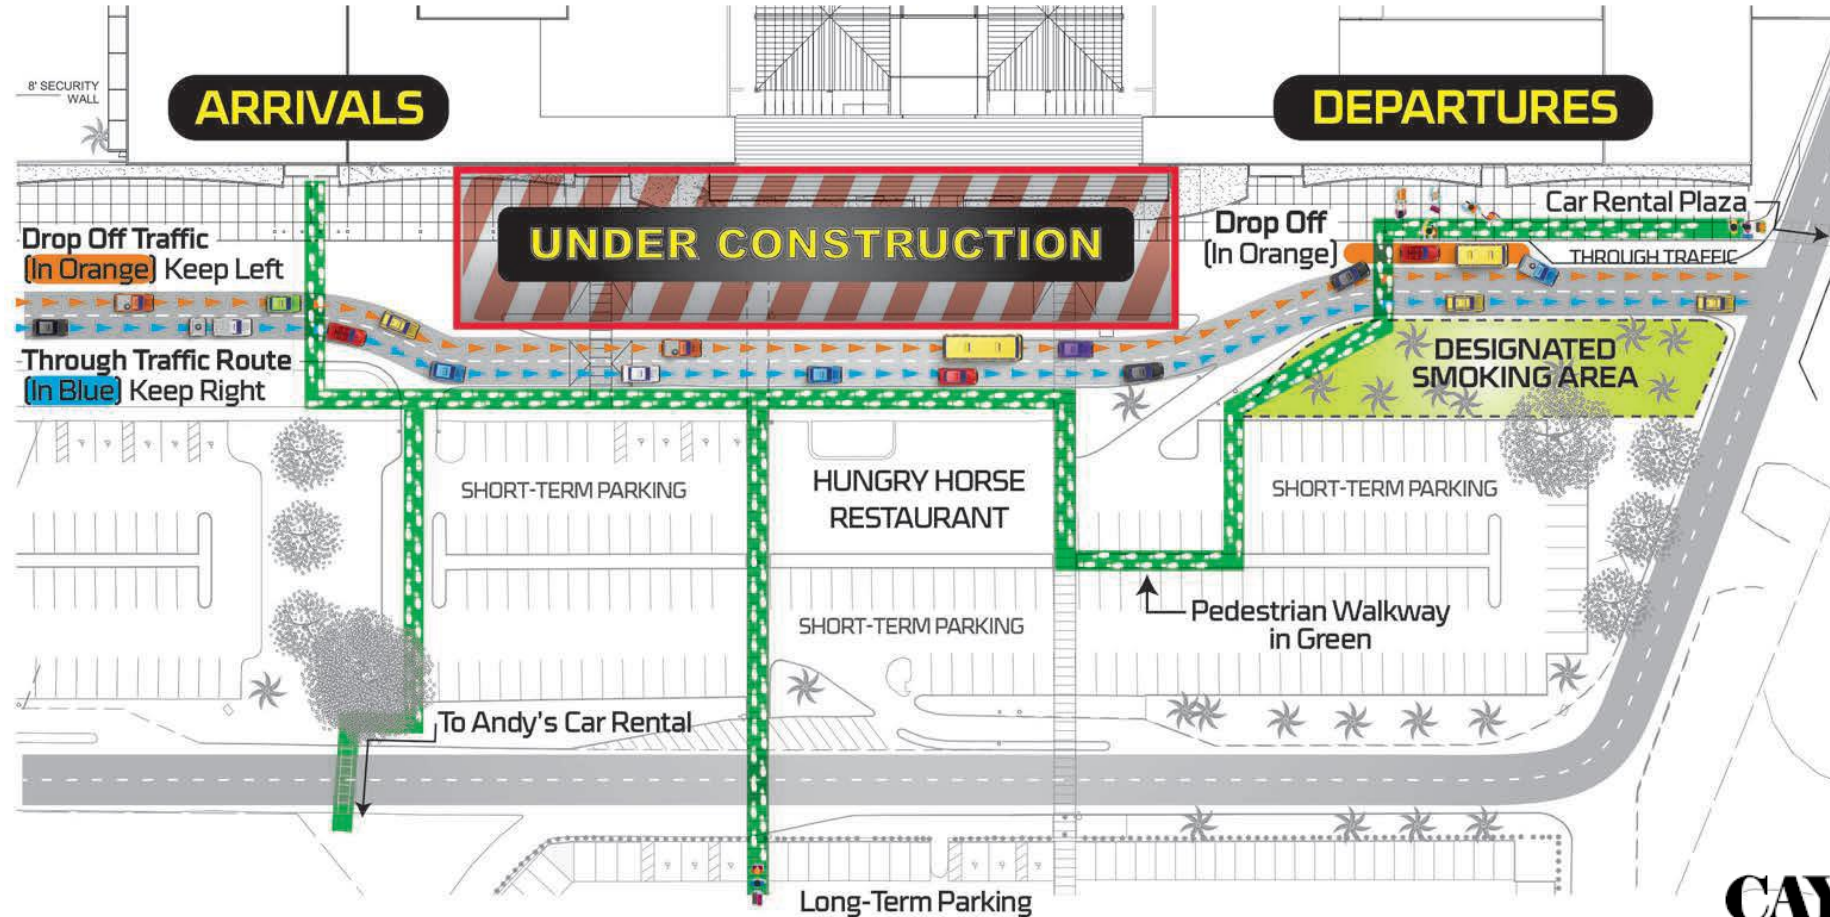 8' SECURITY
WALL
ARRIVALS
DEPARTURES
UNDER CONSTRUCTION
Drop Off Traffic
(In Orange) Keep Left
Through Traffic Route
(In Blue) Keep Right
Drop Off
(In Orange)
Car Rental Plaza
THROUGH TRAFFIC
DESIGNATED
SMOKING AREA
SHORT-TERM PARKING
HUNGRY HORSE
RESTAURANT
SHORT-TERM PARKING
SHORT-TERM PARKING
Pedestrian Walkway
in Green
To Andy's Car Rental
Long-Term Parking
CAY